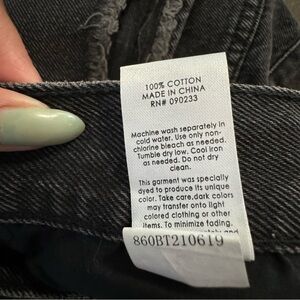 100% COTTON
MADE IN CHINA
RN# 090233
Machine wash separately in
cold water. Use only non-
chlorine bleach as needed.
Tumble dry low. Cool iron
as needed. Do not dry
clean.
This garment was specially
dyed to produce its unique
color. Take care,dark colors
may transfer onto light
colored clothing or other
items. To minimize fading,
860BT210619